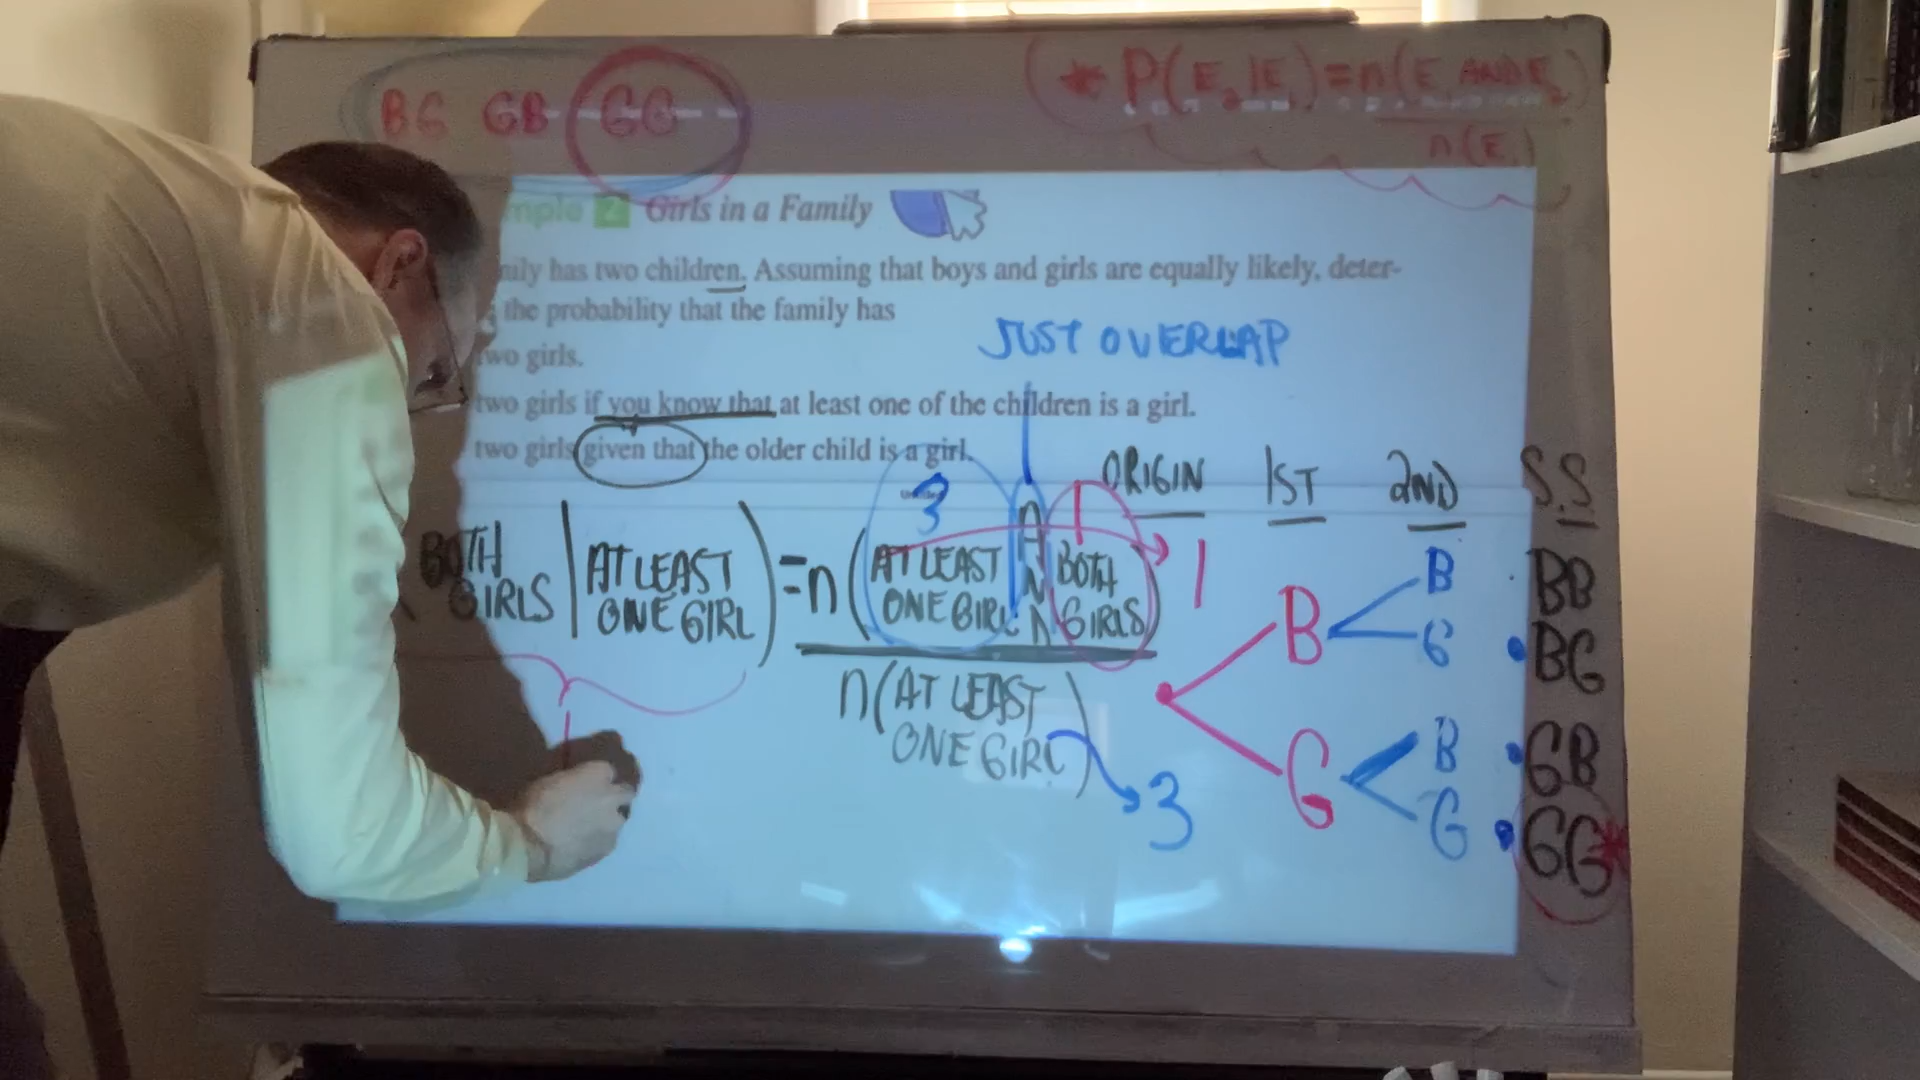 BG GB GG
* P(E₂|E₁) = n(E₁ AND E₂)
n(E₁)
mple 2 Girls in a Family
mily has two children. Assuming that boys and girls are equally likely, deter-
the probability that the family has
two girls.
JUST OVERLAP
two girls if you know that at least one of the children is a girl.
two girls given that the older child is a girl.
ORIGIN 1ST 2ND S.S
3 1
BOTH GIRLS | AT LEAST ONE GIRL) = n(AT LEAST ONE GIRL AND BOTH GIRLS) 1
n(AT LEAST ONE GIRL) 3
B B BB
G BG
G B GB
G GG*